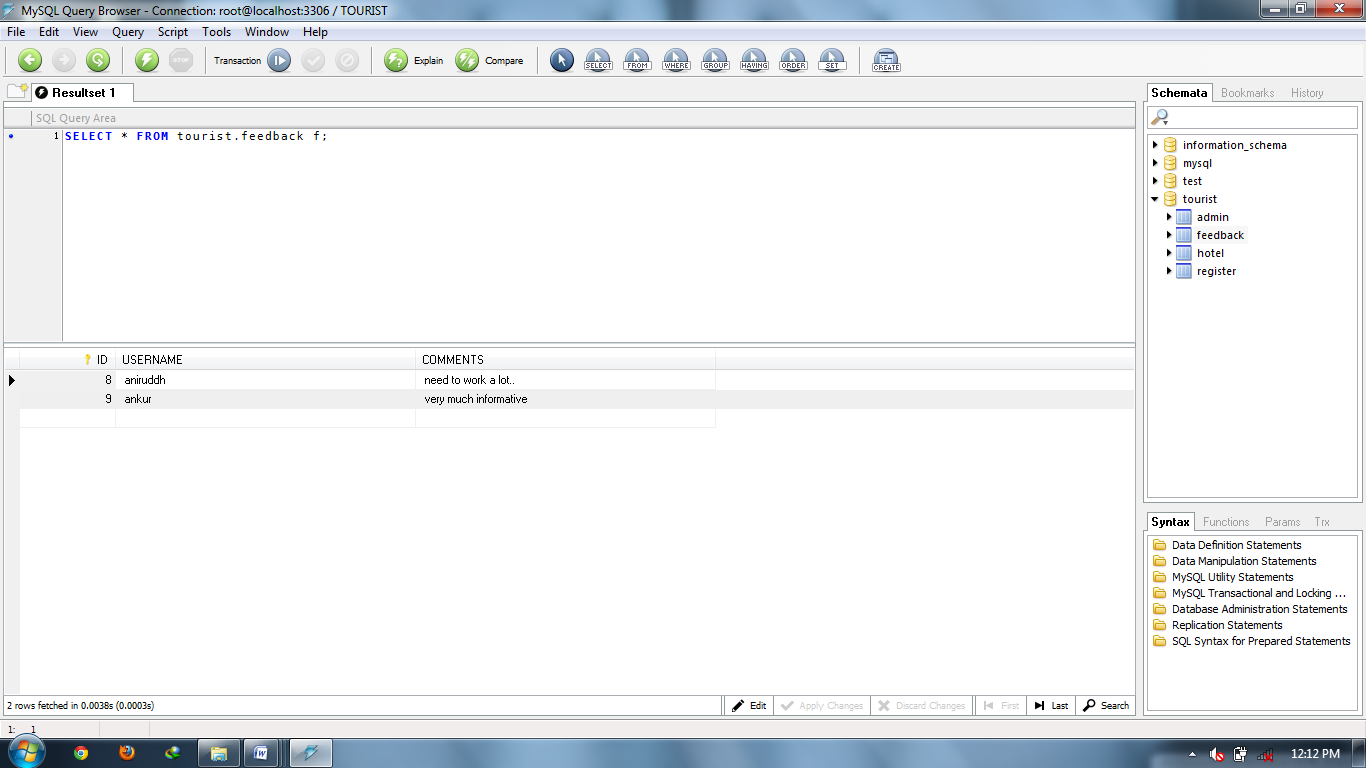 MySQL Query Browser - Connection: root@localhost:3306 / TOURIST
File Edit View Query Script Tools Window Help
STOP Transaction Explain Compare SELECT FROM WHERE GROUP HAVING ORDER SET CREATE
Resultset 1
SQL Query Area
1 SELECT * FROM tourist.feedback f;
ID USERNAME COMMENTS
8 aniruddh need to work a lot..
9 ankur very much informative
2 rows fetched in 0.0038s (0.0003s)
Edit Apply Changes Discard Changes First Last Search
1: 1
Schemata Bookmarks History
information_schema
mysql
test
tourist
admin
feedback
hotel
register
Syntax Functions Params Trx
Data Definition Statements
Data Manipulation Statements
MySQL Utility Statements
MySQL Transactional and Locking ...
Database Administration Statements
Replication Statements
SQL Syntax for Prepared Statements
12:12 PM